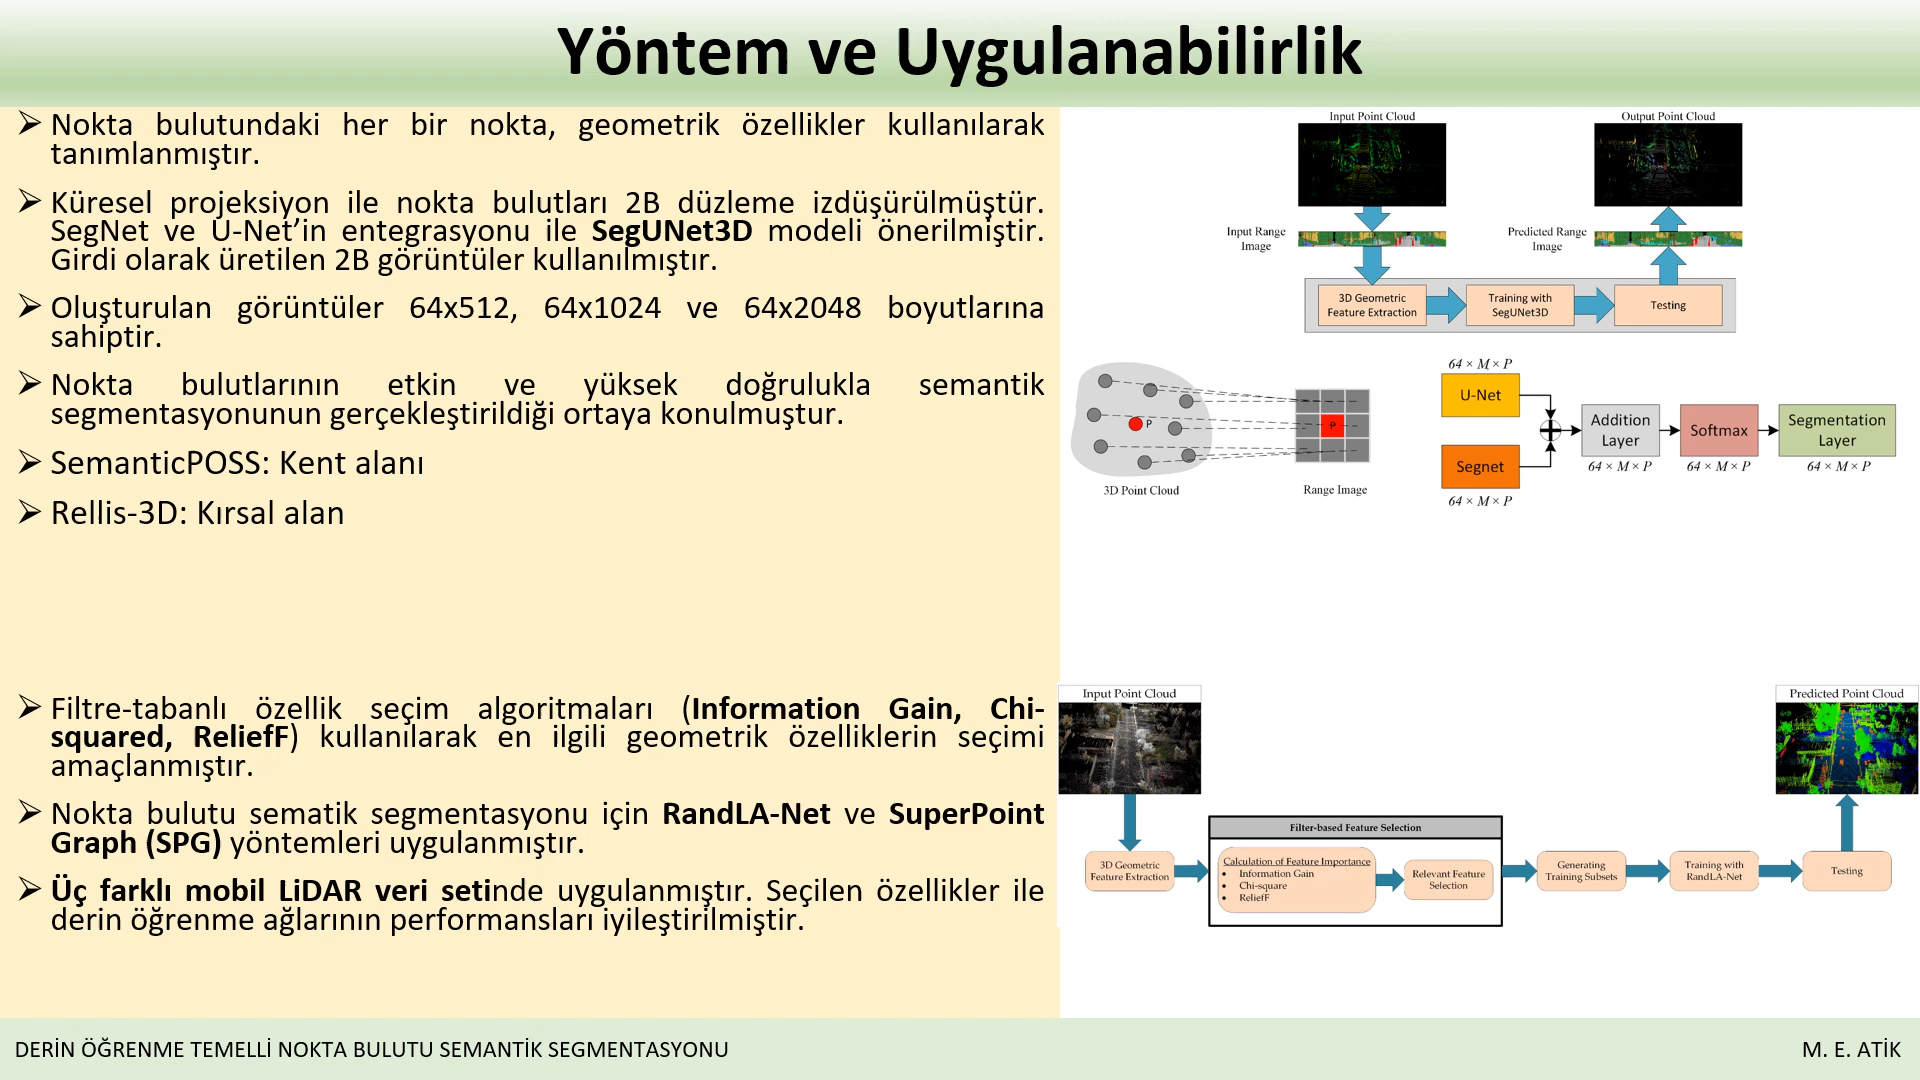 Yöntem ve Uygulanabilirlik
Nokta bulutundaki her bir nokta, geometrik özellikler kullanılarak
tanımlanmıştır.
Küresel projeksiyon ile nokta bulutları 2B düzleme izdüşürülmüştür.
SegNet ve U-Net’in entegrasyonu ile SegUNet3D modeli önerilmiştir.
Girdi olarak üretilen 2B görüntüler kullanılmıştır.
Oluşturulan görüntüler 64x512, 64x1024 ve 64x2048 boyutlarına
sahiptir.
Nokta bulutlarının etkin ve yüksek doğrulukla semantik
segmentasyonunun gerçekleştirildiği ortaya konulmuştur.
SemanticPOSS: Kent alanı
Rellis-3D: Kırsal alan
Filtre-tabanlı özellik seçim algoritmaları (Information Gain, Chi-
squared, ReliefF) kullanılarak en ilgili geometrik özelliklerin seçimi
amaçlanmıştır.
Nokta bulutu sematik segmentasyonu için RandLA-Net ve SuperPoint
Graph (SPG) yöntemleri uygulanmıştır.
Üç farklı mobil LiDAR veri setinde uygulanmıştır. Seçilen özellikler ile
derin öğrenme ağlarının performansları iyileştirilmiştir.
Input Point Cloud
Output Point Cloud
Input Range
Image
Predicted Range
Image
3D Geometric
Feature Extraction
Training with
SegUNet3D
Testing
P
P
3D Point Cloud
Range Image
64 × M × P
U-Net
Segnet
64 × M × P
Addition
Layer
64 × M × P
Softmax
64 × M × P
Segmentation
Layer
64 × M × P
Input Point Cloud
Predicted Point Cloud
3D Geometric
Feature Extraction
Filter-based Feature Selection
Calculation of Feature Importance
• Information Gain
• Chi-square
• ReliefF
Relevant Feature
Selection
Generating
Training Subsets
Training with
RandLA-Net
Testing
DERİN ÖĞRENME TEMELLİ NOKTA BULUTU SEMANTİK SEGMENTASYONU
M. E. ATİK